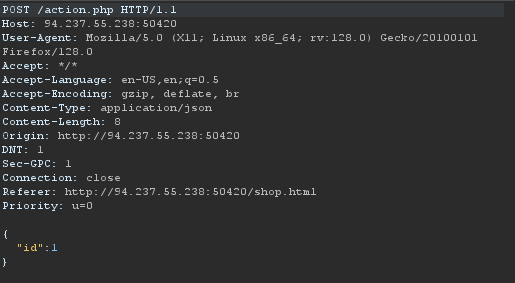 POST /action.php HTTP/1.1
Host: 94.237.55.238:50420
User-Agent: Mozilla/5.0 (X11; Linux x86_64; rv:128.0) Gecko/20100101
Firefox/128.0
Accept: */*
Accept-Language: en-US,en;q=0.5
Accept-Encoding: gzip, deflate, br
Content-Type: application/json
Content-Length: 8
Origin: http://94.237.55.238:50420
DNT: 1
Sec-GPC: 1
Connection: close
Referer: http://94.237.55.238:50420/shop.html
Priority: u=0
{
"id":1
}